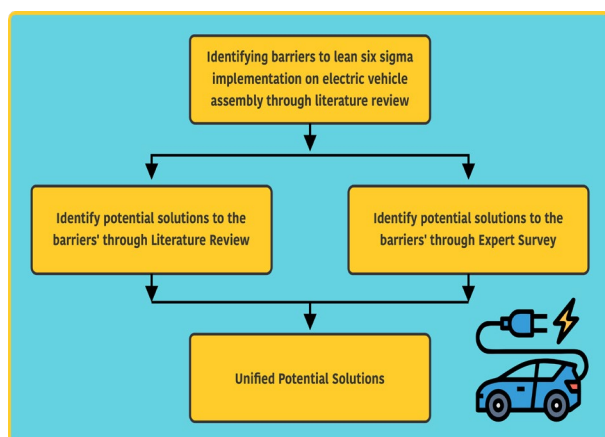 Identifying barriers to lean six sigma
implementation on electric vehicle
assembly through literature review
Identify potential solutions to the
barriers' through Literature Review
Identify potential solutions to the
barriers' through Expert Survey
Unified Potential Solutions